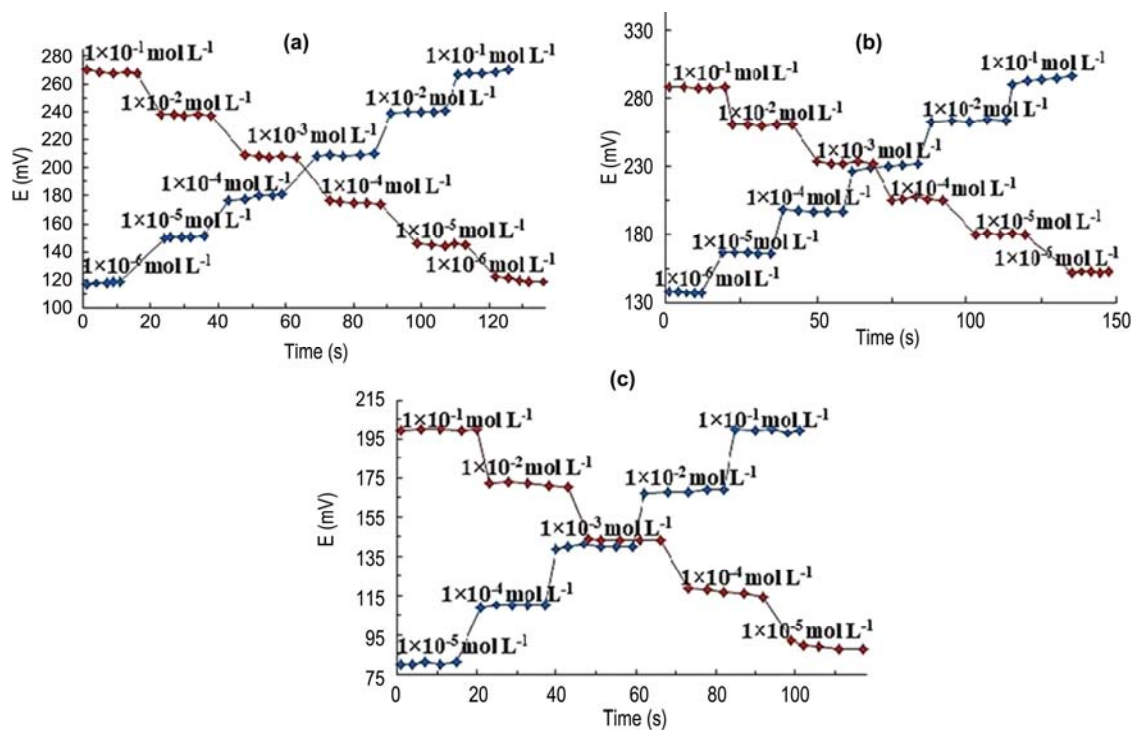 (a)
E (mV)
280
260
240
220
200
180
160
140
120
100
1×10⁻¹ mol L⁻¹
1×10⁻² mol L⁻¹
1×10⁻³ mol L⁻¹
1×10⁻⁴ mol L⁻¹
1×10⁻⁵ mol L⁻¹
1×10⁻⁶ mol L⁻¹
1×10⁻¹ mol L⁻¹
1×10⁻² mol L⁻¹
1×10⁻⁴ mol L⁻¹
1×10⁻⁵ mol L⁻¹
1×10⁻⁶ mol L⁻¹
0 20 40 60 80 100 120
Time (s)
(b)
E (mV)
330
280
230
180
130
1×10⁻¹ mol L⁻¹
1×10⁻² mol L⁻¹
1×10⁻³ mol L⁻¹
1×10⁻⁴ mol L⁻¹
1×10⁻⁵ mol L⁻¹
1×10⁻⁶ mol L⁻¹
1×10⁻¹ mol L⁻¹
1×10⁻² mol L⁻¹
1×10⁻⁴ mol L⁻¹
1×10⁻⁵ mol L⁻¹
1×10⁻⁶ mol L⁻¹
0 50 100 150
Time (s)
(c)
E (mV)
215
195
175
155
135
115
95
75
1×10⁻¹ mol L⁻¹
1×10⁻² mol L⁻¹
1×10⁻³ mol L⁻¹
1×10⁻⁴ mol L⁻¹
1×10⁻⁵ mol L⁻¹
1×10⁻¹ mol L⁻¹
1×10⁻² mol L⁻¹
1×10⁻⁴ mol L⁻¹
1×10⁻⁵ mol L⁻¹
0 20 40 60 80 100
Time (s)